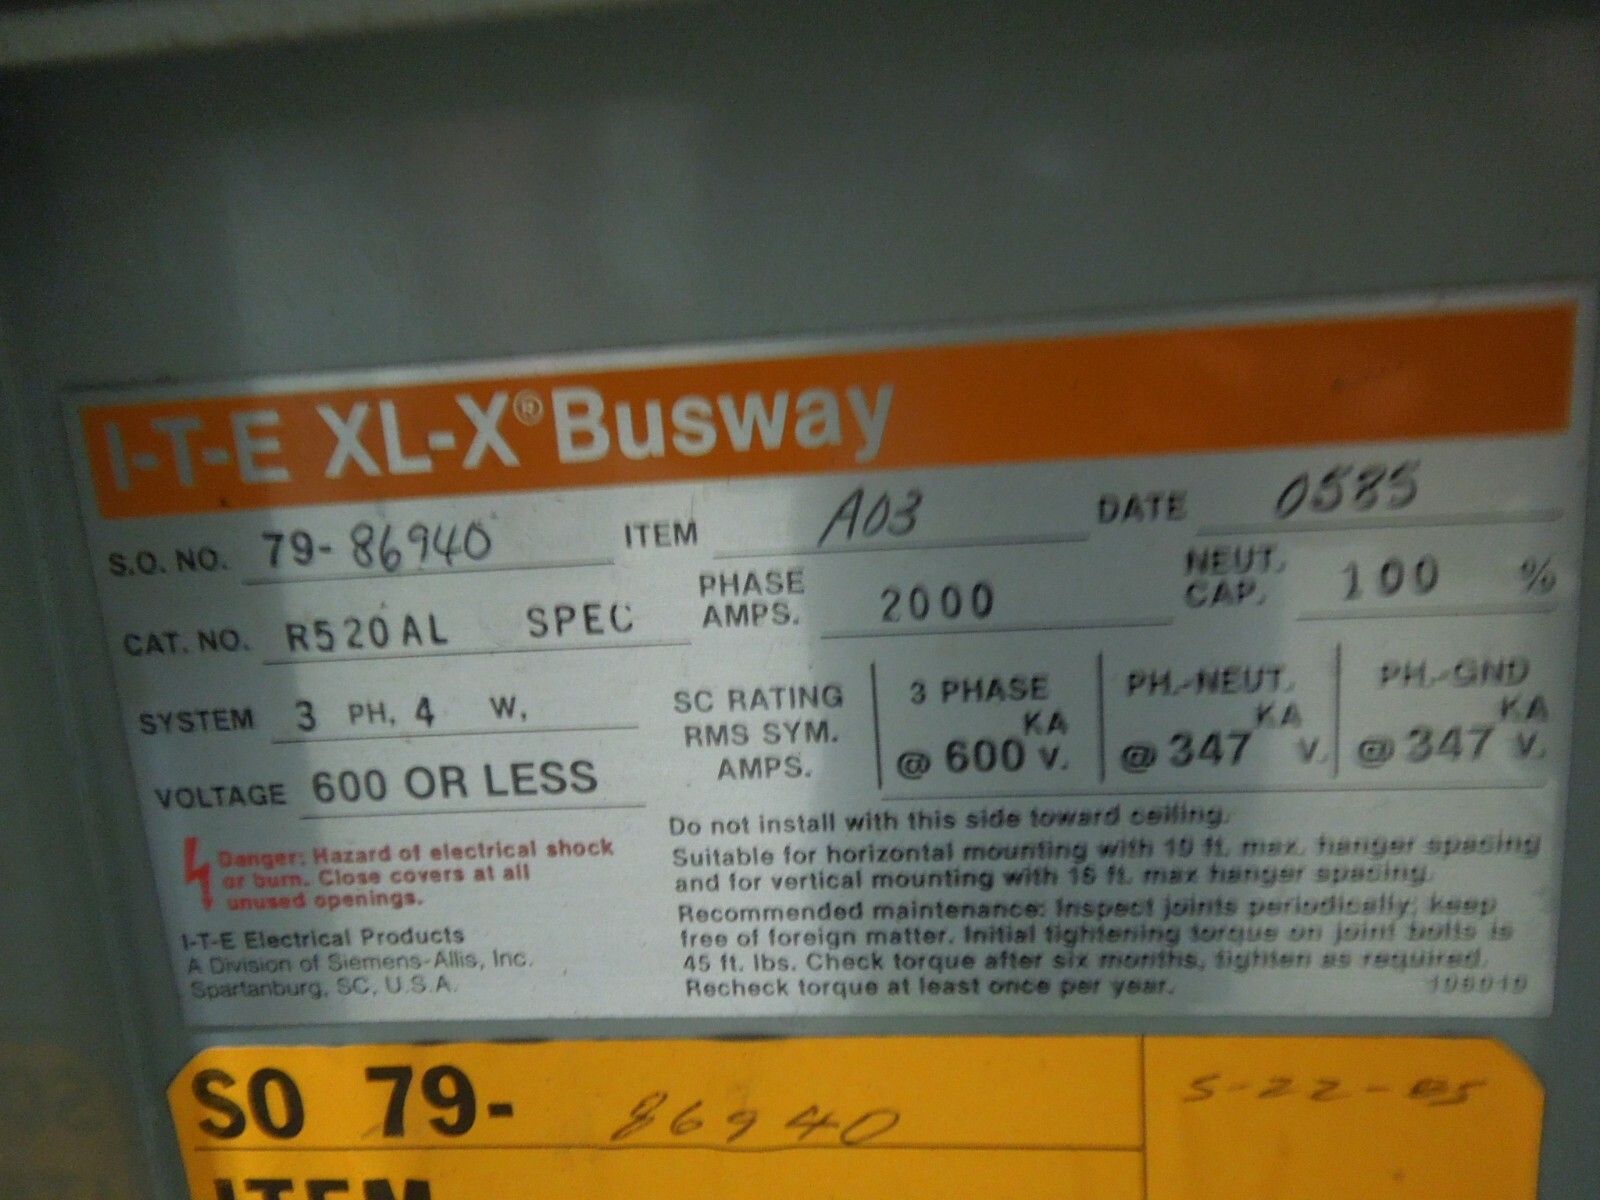 I-T-E XL-X® Busway
S.O. NO. 79-86940 ITEM A03 DATE 0585
CAT. NO. R520AL SPEC PHASE AMPS. 2000 NEUT. CAP. 100 %
SYSTEM 3 PH, 4 W,
VOLTAGE 600 OR LESS
SC RATING RMS SYM. AMPS.
3 PHASE KA @ 600 V.
PH.-NEUT. KA @ 347 V.
PH.-GND KA @ 347 V.
Danger: Hazard of electrical shock
or burn. Close covers at all
unused openings.
I-T-E Electrical Products
A Division of Siemens-Allis, Inc.
Spartanburg, SC, U.S.A.
Do not install with this side toward ceiling.
Suitable for horizontal mounting with 10 ft. max. hanger spacing
and for vertical mounting with 16 ft. max hanger spacing.
Recommended maintenance: Inspect joints periodically; keep
free of foreign matter. Initial tightening torque on joint bolts is
45 ft. lbs. Check torque after six months, tighten as required.
Recheck torque at least once per year.
SO 79- 86940
5-22-85
ITEM